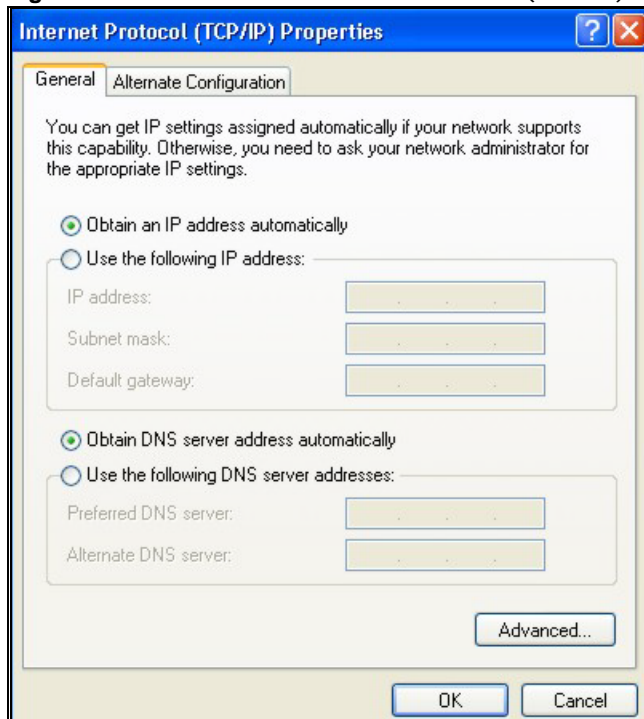 Internet Protocol (TCP/IP) Properties
General
Alternate Configuration
You can get IP settings assigned automatically if your network supports
this capability. Otherwise, you need to ask your network administrator for
the appropriate IP settings.
Obtain an IP address automatically
Use the following IP address:
IP address:
Subnet mask:
Default gateway:
Obtain DNS server address automatically
Use the following DNS server addresses:
Preferred DNS server:
Alternate DNS server:
Advanced...
OK
Cancel